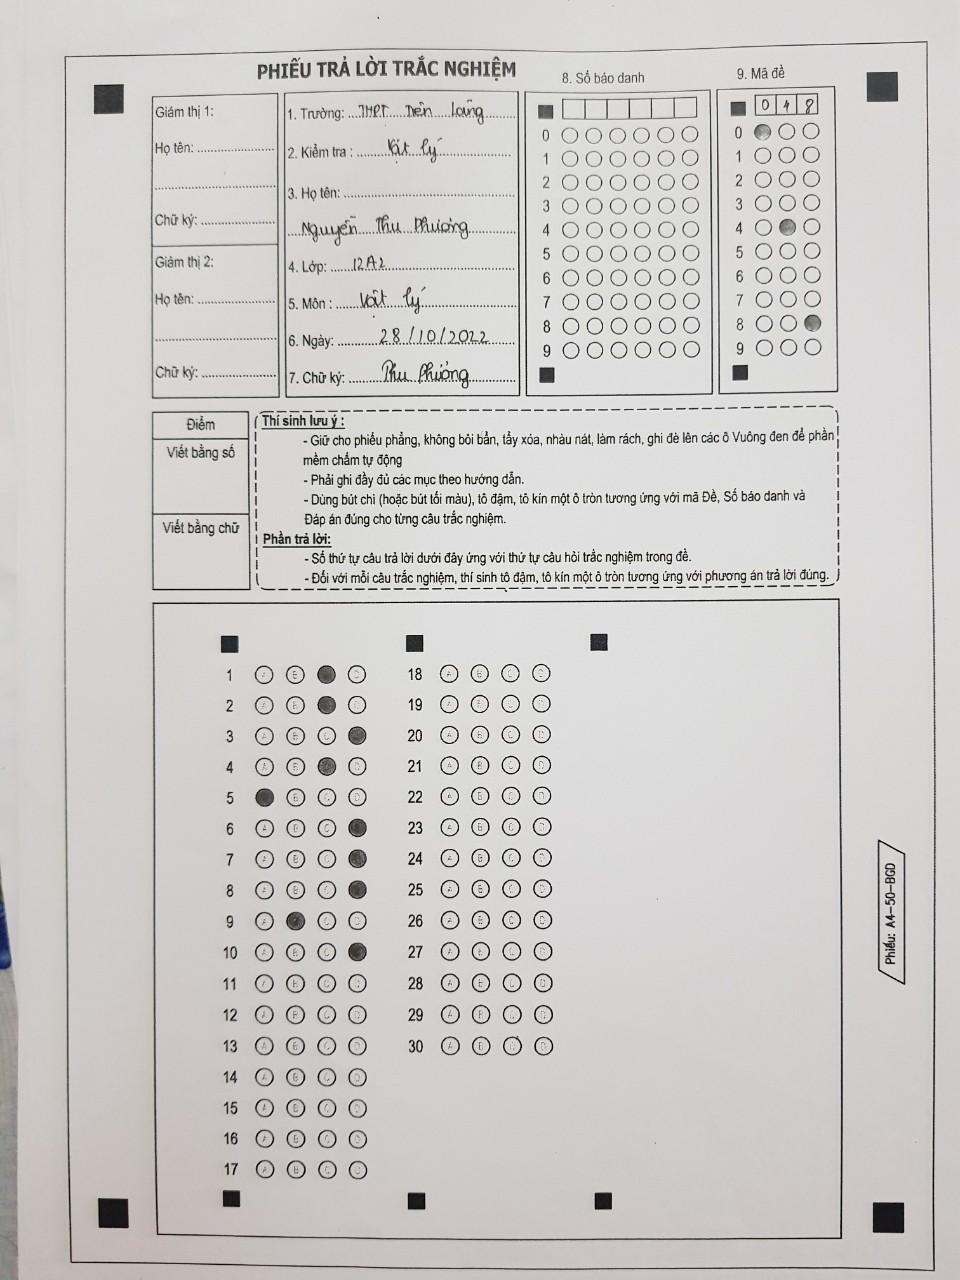 PHIẾU TRẢ LỜI TRẮC NGHIỆM
8. Số báo danh
9. Mã đề
Giám thị 1:
Họ tên: ....................
Chữ ký: ....................
Giám thị 2:
Họ tên: ....................
Chữ ký: ....................
1. Trường: THPT Tiên Lãng
2. Kiểm tra : Vật lý
3. Họ tên:
Nguyễn Thu Phương
4. Lớp: 12A2
5. Môn : Vật lý
6. Ngày: 28/10/2022
7. Chữ ký: Thu Phương
0
1
2
3
4
5
6
7
8
9
0 4 8
0
1
2
3
4
5
6
7
8
9
Điểm
Viết bằng số
Viết bằng chữ
Thí sinh lưu ý :
- Giữ cho phiếu phẳng, không bôi bẩn, tẩy xóa, nhàu nát, làm rách, ghi đè lên các ô Vuông đen để phần
mềm chấm tự động
- Phải ghi đầy đủ các mục theo hướng dẫn.
- Dùng bút chì (hoặc bút tối màu), tô đậm, tô kín một ô tròn tương ứng với mã Đề, Số báo danh và
Đáp án đúng cho từng câu trắc nghiệm.
Phần trả lời:
- Số thứ tự câu trả lời dưới đây ứng với thứ tự câu hỏi trắc nghiệm trong đề.
- Đối với mỗi câu trắc nghiệm, thí sinh tô đậm, tô kín một ô tròn tương ứng với phương án trả lời đúng.
1 A B D
2 A B D
3 A B C
4 A B D
5 B C D
6 A B C
7 A B C
8 A B C
9 A C D
10 A B C
11 A B C D
12 A B C D
13 A B C D
14 A B C D
15 A B C D
16 A B C D
17 A B C D
18 A B C D
19 A B C D
20 A B C D
21 A B C D
22 A B C D
23 A B C D
24 A B C D
25 A B C D
26 A B C D
27 A B C D
28 A B C D
29 A B C D
30 A B C D
Phiếu: A4-50-BGD